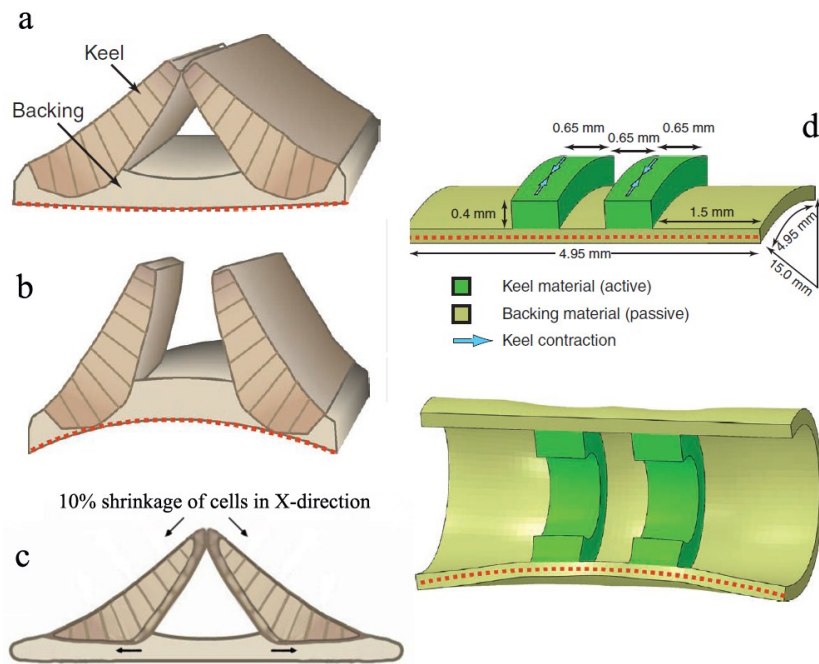 a
Keel
Backing
b
10% shrinkage of cells in X-direction
c
d
0.65 mm
0.65 mm
0.65 mm
0.4 mm
1.5 mm
4.95 mm
4.95 mm
15.0 mm
Keel material (active)
Backing material (passive)
Keel contraction